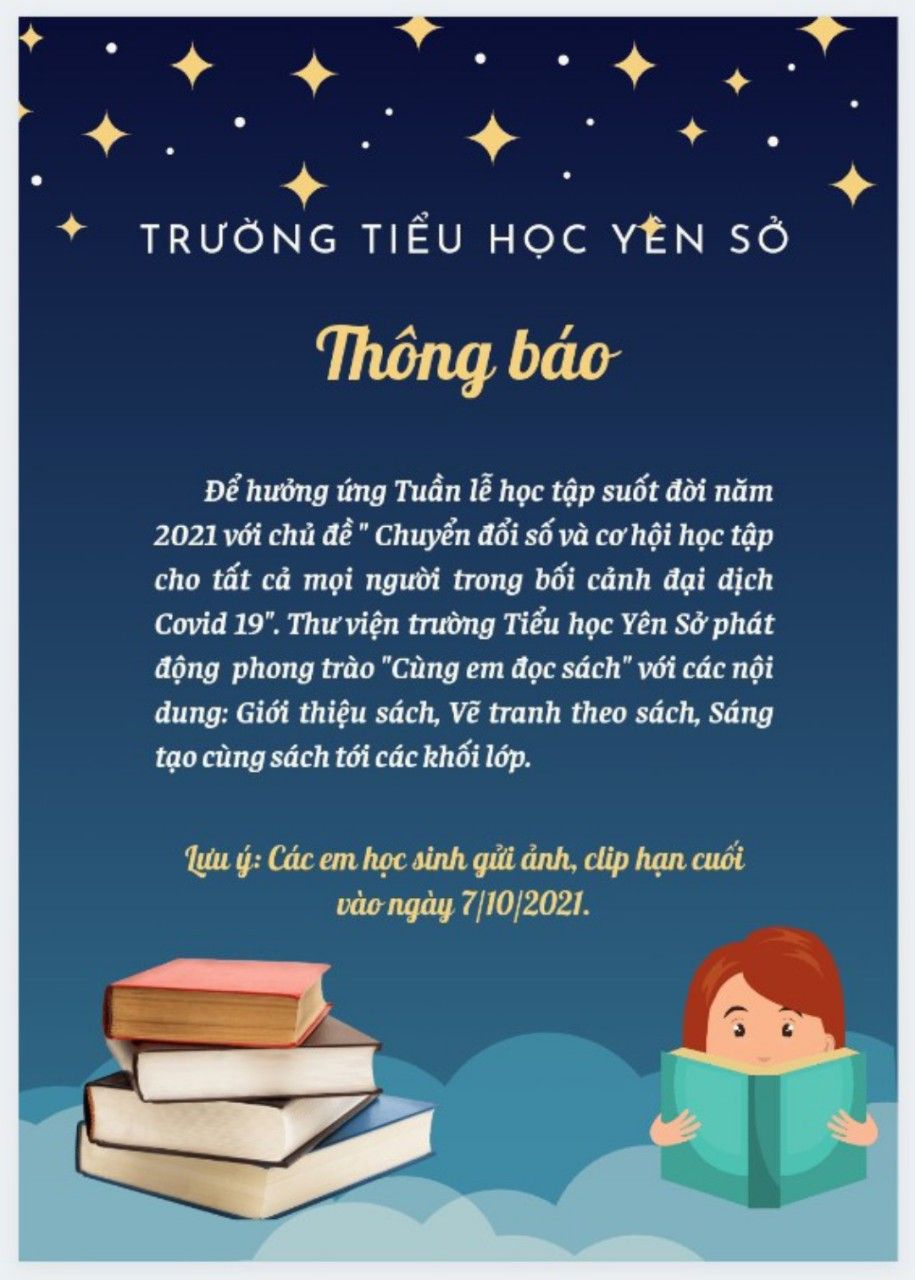 TRƯỜNG TIỂU HỌC YÊN SỞ
Thông báo
Để hưởng ứng Tuần lễ học tập suốt đời năm
2021 với chủ đề " Chuyển đổi số và cơ hội học tập
cho tất cả mọi người trong bối cảnh đại dịch
Covid 19". Thư viện trường Tiểu học Yên Sở phát
động phong trào "Cùng em đọc sách" với các nội
dung: Giới thiệu sách, Vẽ tranh theo sách, Sáng
tạo cùng sách tới các khối lớp.
Lưu ý: Các em học sinh gửi ảnh, clip hạn cuối
vào ngày 7/10/2021.